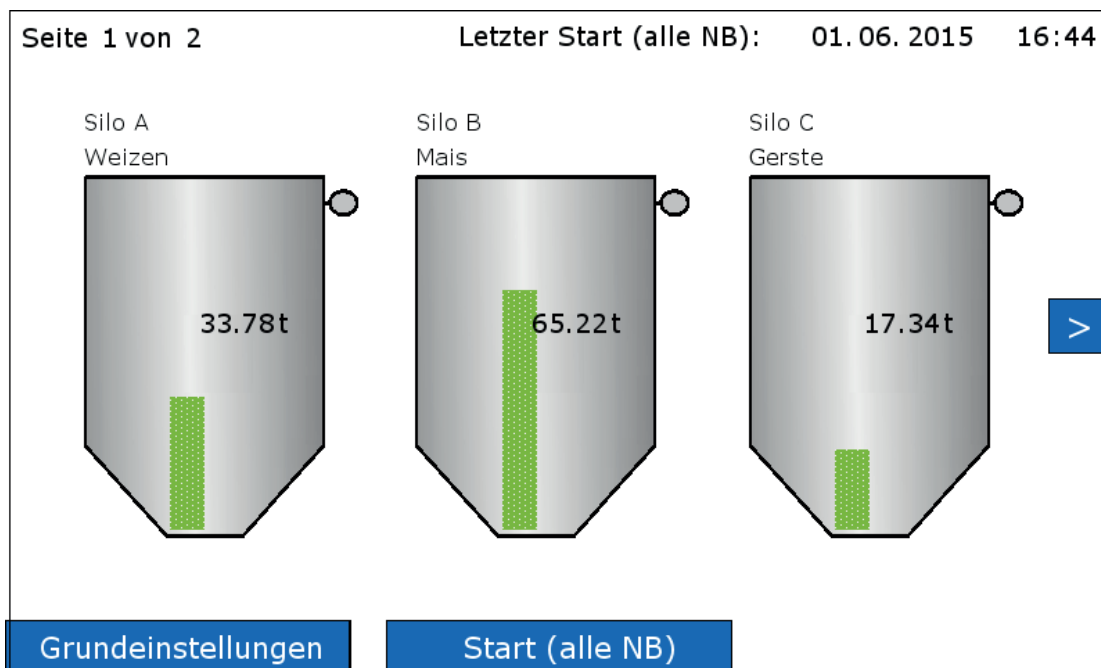 Seite 1 von 2 Letzter Start (alle NB): 01.06.2015 16:44
Silo A Silo B Silo C
Weizen Mais Gerste
33.78t 65.22t 17.34t
>
Grundeinstellungen Start (alle NB)